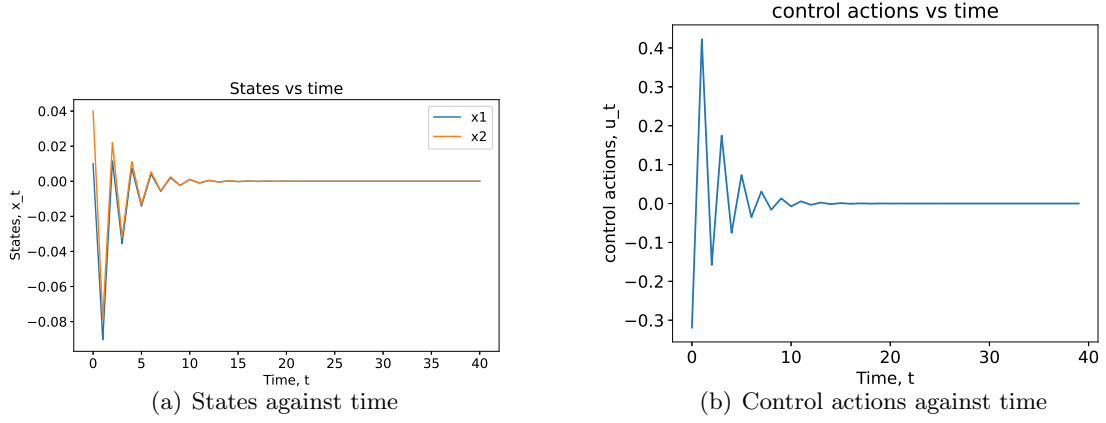 States vs time
0.04
0.02
0.00
−0.02
−0.04
−0.06
−0.08
States, x_t
x1
x2
0 5 10 15 20 25 30 35 40
Time, t
(a) States against time
control actions vs time
0.4
0.3
0.2
0.1
0.0
−0.1
−0.2
−0.3
control actions, u_t
0 10 20 30 40
Time, t
(b) Control actions against time